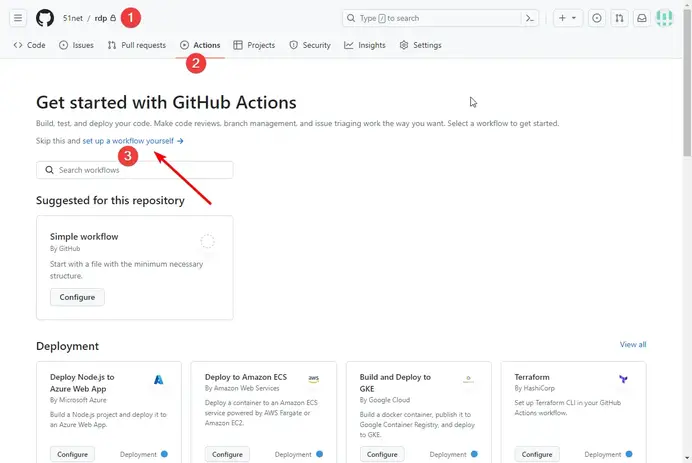 51net / rdp 1
Type / to search
Code Issues Pull requests Actions Projects Security Insights Settings
2
Get started with GitHub Actions
Build, test, and deploy your code. Make code reviews, branch management, and issue triaging work the way you want. Select a workflow to get started.
Skip this and set up a workflow yourself →
3
Search workflows
Suggested for this repository
Simple workflow
By GitHub
Start with a file with the minimum necessary
structure.
Configure
Deployment
View all
Deploy Node.js to
Azure Web App
By Microsoft Azure
Build a Node.js project and deploy it to
an Azure Web App.
Configure
Deployment
Deploy to Amazon ECS
aws
By Amazon Web Services
Deploy a container to an Amazon ECS
service powered by AWS Fargate or
Amazon EC2.
Configure
Deployment
Build and Deploy to
GKE
By Google Cloud
Build a docker container, publish it to
Google Container Registry, and deploy
to GKE.
Configure
Deployment
Terraform
By HashiCorp
Set up Terraform CLI in your GitHub
Actions workflow.
Configure
Deployment